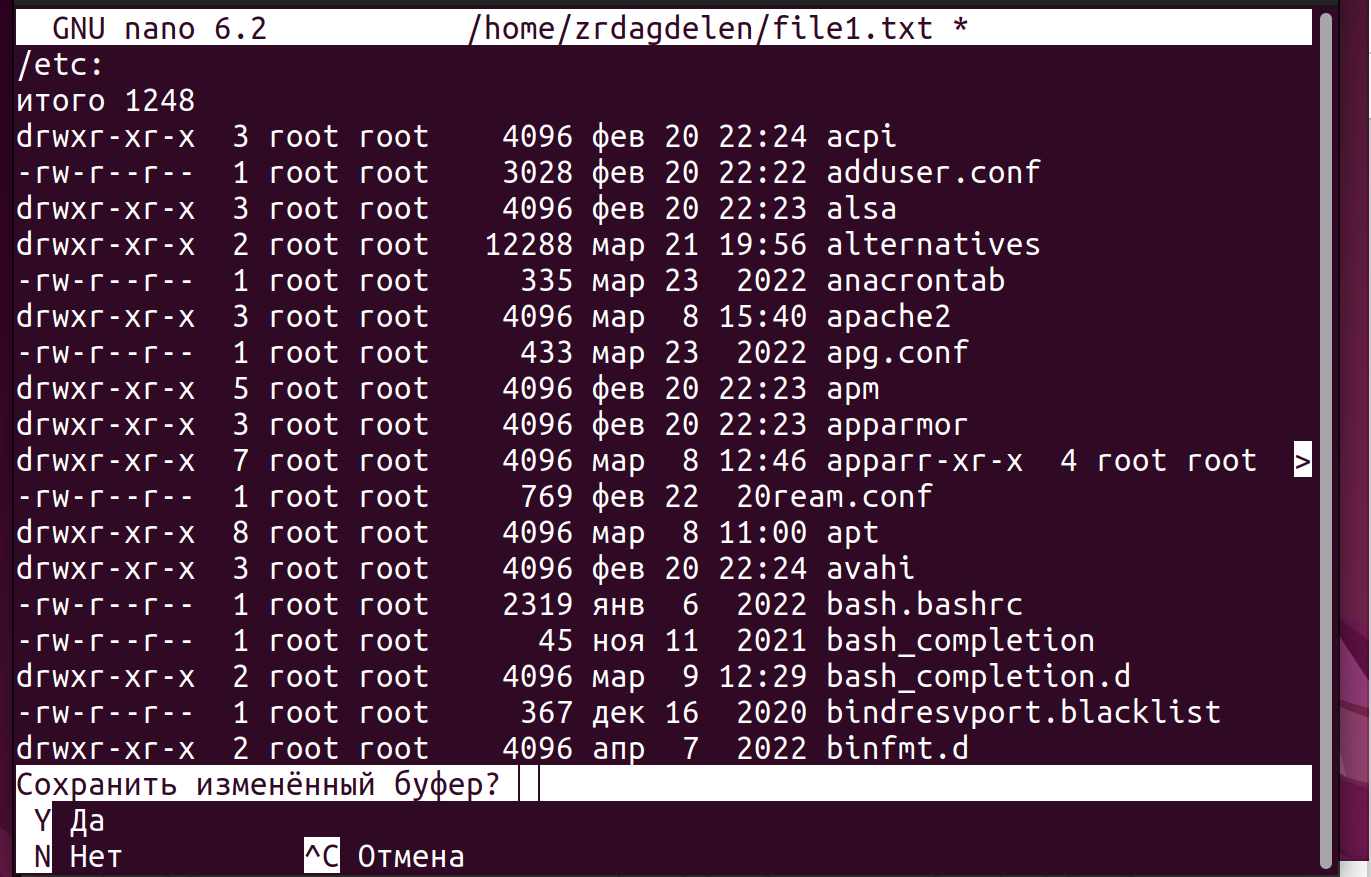 GNU nano 6.2 /home/zrdagdelen/file1.txt *
/etc:
итого 1248
drwxr-xr-x  3 root root    4096 фев 20 22:24 acpi
-rw-r--r--  1 root root    3028 фев 20 22:22 adduser.conf
drwxr-xr-x  3 root root    4096 фев 20 22:23 alsa
drwxr-xr-x  2 root root   12288 мар 21 19:56 alternatives
-rw-r--r--  1 root root     335 мар 23  2022 anacrontab
drwxr-xr-x  3 root root    4096 мар  8 15:40 apache2
-rw-r--r--  1 root root     433 мар 23  2022 apg.conf
drwxr-xr-x  5 root root    4096 фев 20 22:23 apm
drwxr-xr-x  3 root root    4096 фев 20 22:23 apparmor
drwxr-xr-x  7 root root    4096 мар  8 12:46 apparr-xr-x  4 root root  >
-rw-r--r--  1 root root     769 фев 22  20ream.conf
drwxr-xr-x  8 root root    4096 мар  8 11:00 apt
drwxr-xr-x  3 root root    4096 фев 20 22:24 avahi
-rw-r--r--  1 root root    2319 янв  6  2022 bash.bashrc
-rw-r--r--  1 root root      45 ноя 11  2021 bash_completion
drwxr-xr-x  2 root root    4096 мар  9 12:29 bash_completion.d
-rw-r--r--  1 root root     367 дек 16  2020 bindresvport.blacklist
drwxr-xr-x  2 root root    4096 апр  7  2022 binfmt.d
Сохранить изменённый буфер?
Y Да
N Нет ^C Отмена